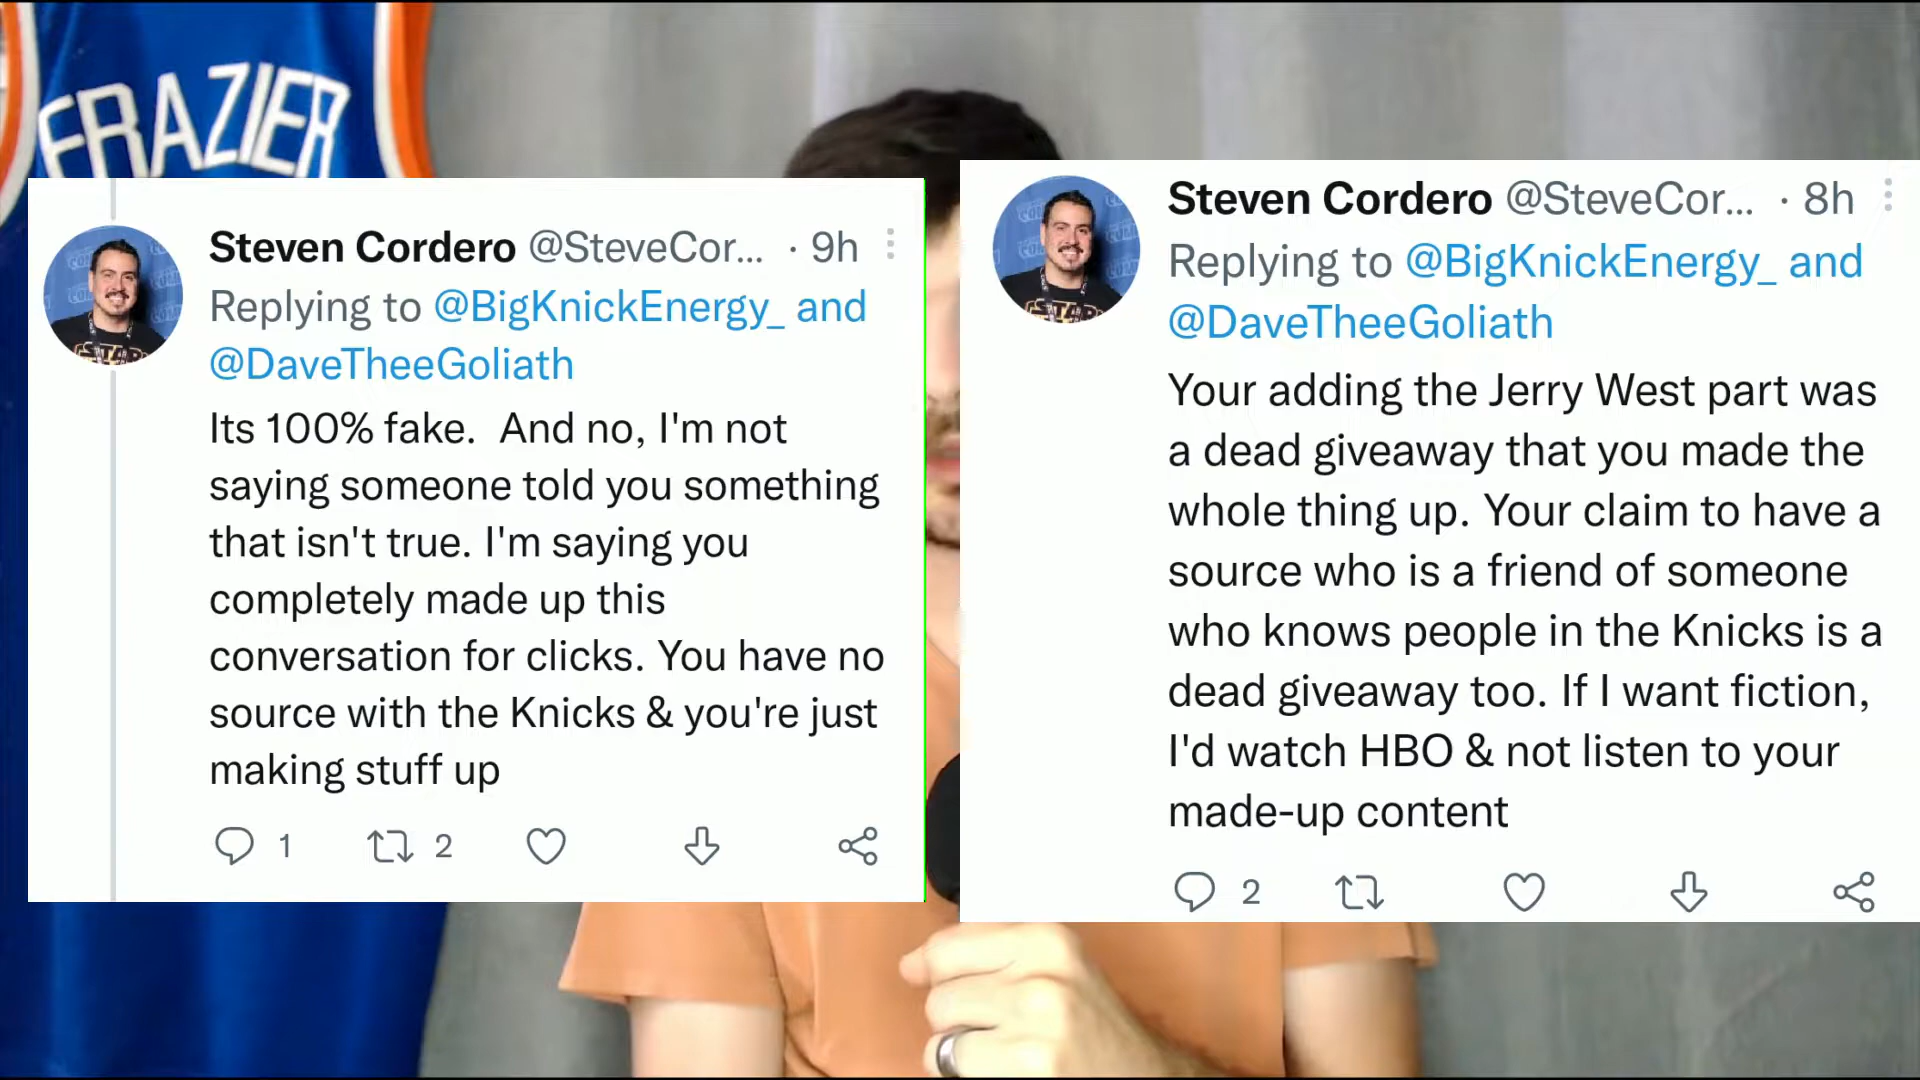 FRAZIER
Steven Cordero @SteveCor... · 9h
Replying to @BigKnickEnergy_ and
@DaveTheeGoliath
Its 100% fake.  And no, I'm not
saying someone told you something
that isn't true. I'm saying you
completely made up this
conversation for clicks. You have no
source with the Knicks & you're just
making stuff up
1 2
Steven Cordero @SteveCor... · 8h
Replying to @BigKnickEnergy_ and
@DaveTheeGoliath
Your adding the Jerry West part was
a dead giveaway that you made the
whole thing up. Your claim to have a
source who is a friend of someone
who knows people in the Knicks is a
dead giveaway too. If I want fiction,
I'd watch HBO & not listen to your
made-up content
2